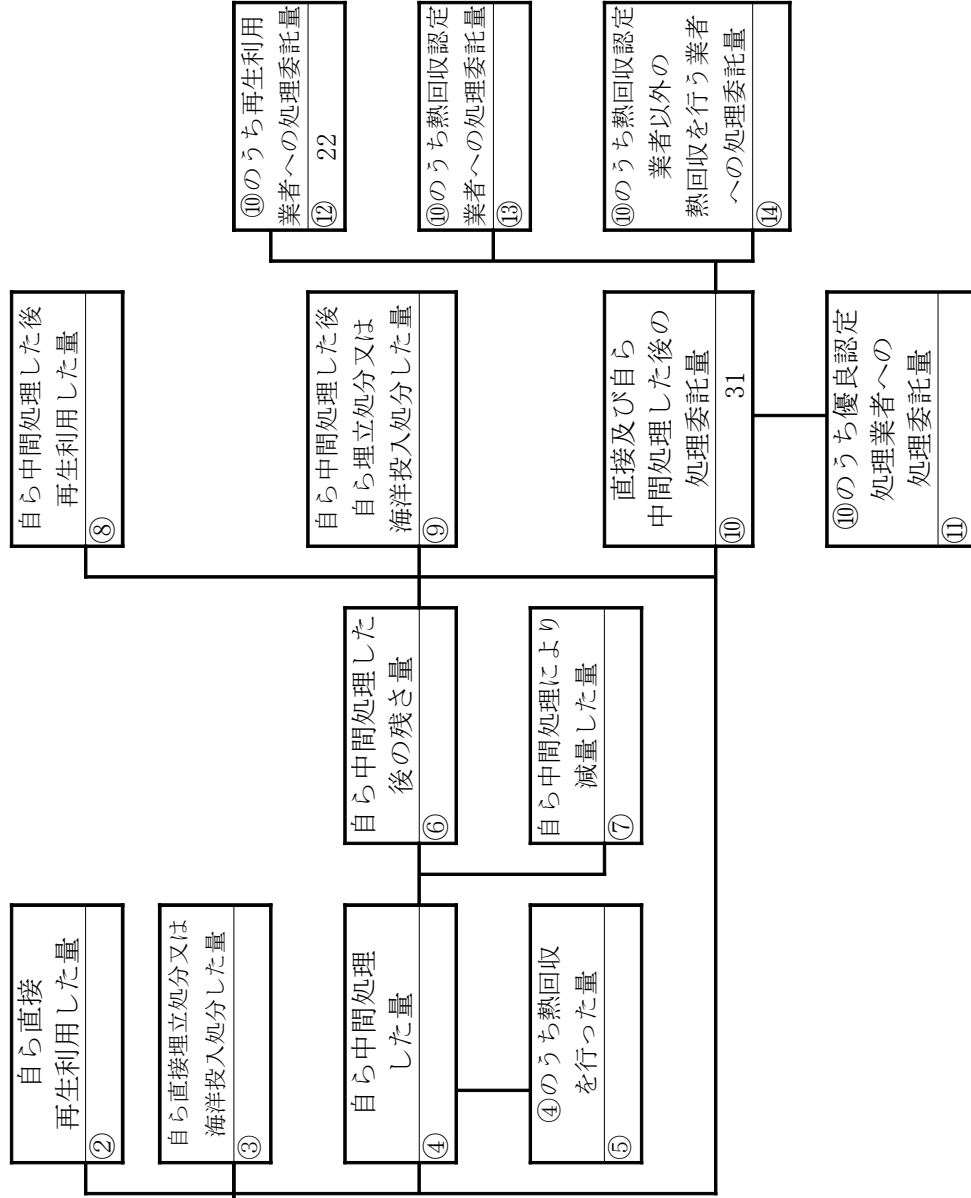 自ら直接
再生利用した量
②
自ら直接埋立処分又は
海洋投入処分した量
③
自ら中間処理
した量
④
④のうち熱回収
を行った量
⑤
自ら中間処理した
後の残さ量
⑥
自ら中間処理により
減量した量
⑦
自ら中間処理した後
再生利用した量
⑧
自ら中間処理した後
自ら埋立処分又は
海洋投入処分した量
⑨
直接及び自ら
中間処理した後の
処理委託量
⑩ 31
⑩のうち優良認定
処理業者への
処理委託量
⑪
⑩のうち再生利用
業者への処理委託量
⑫ 22
⑩のうち熱回収認定
業者への処理委託量
⑬
⑩のうち熱回収認定
業者以外の
熱回収を行う業者
への処理委託量
⑭